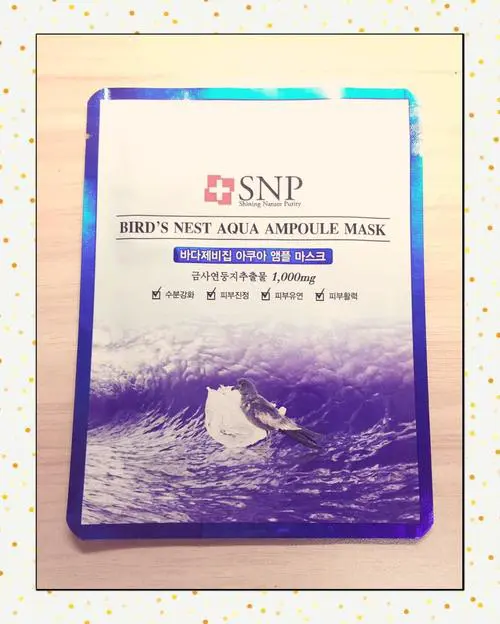 SNP
Shining Nature Purity
BIRD'S NEST AQUA AMPOULE MASK
바다제비집 아쿠아 앰플 마스크
금사연둥지추출물 1,000mg
수분강화 피부진정 피부유연 피부활력